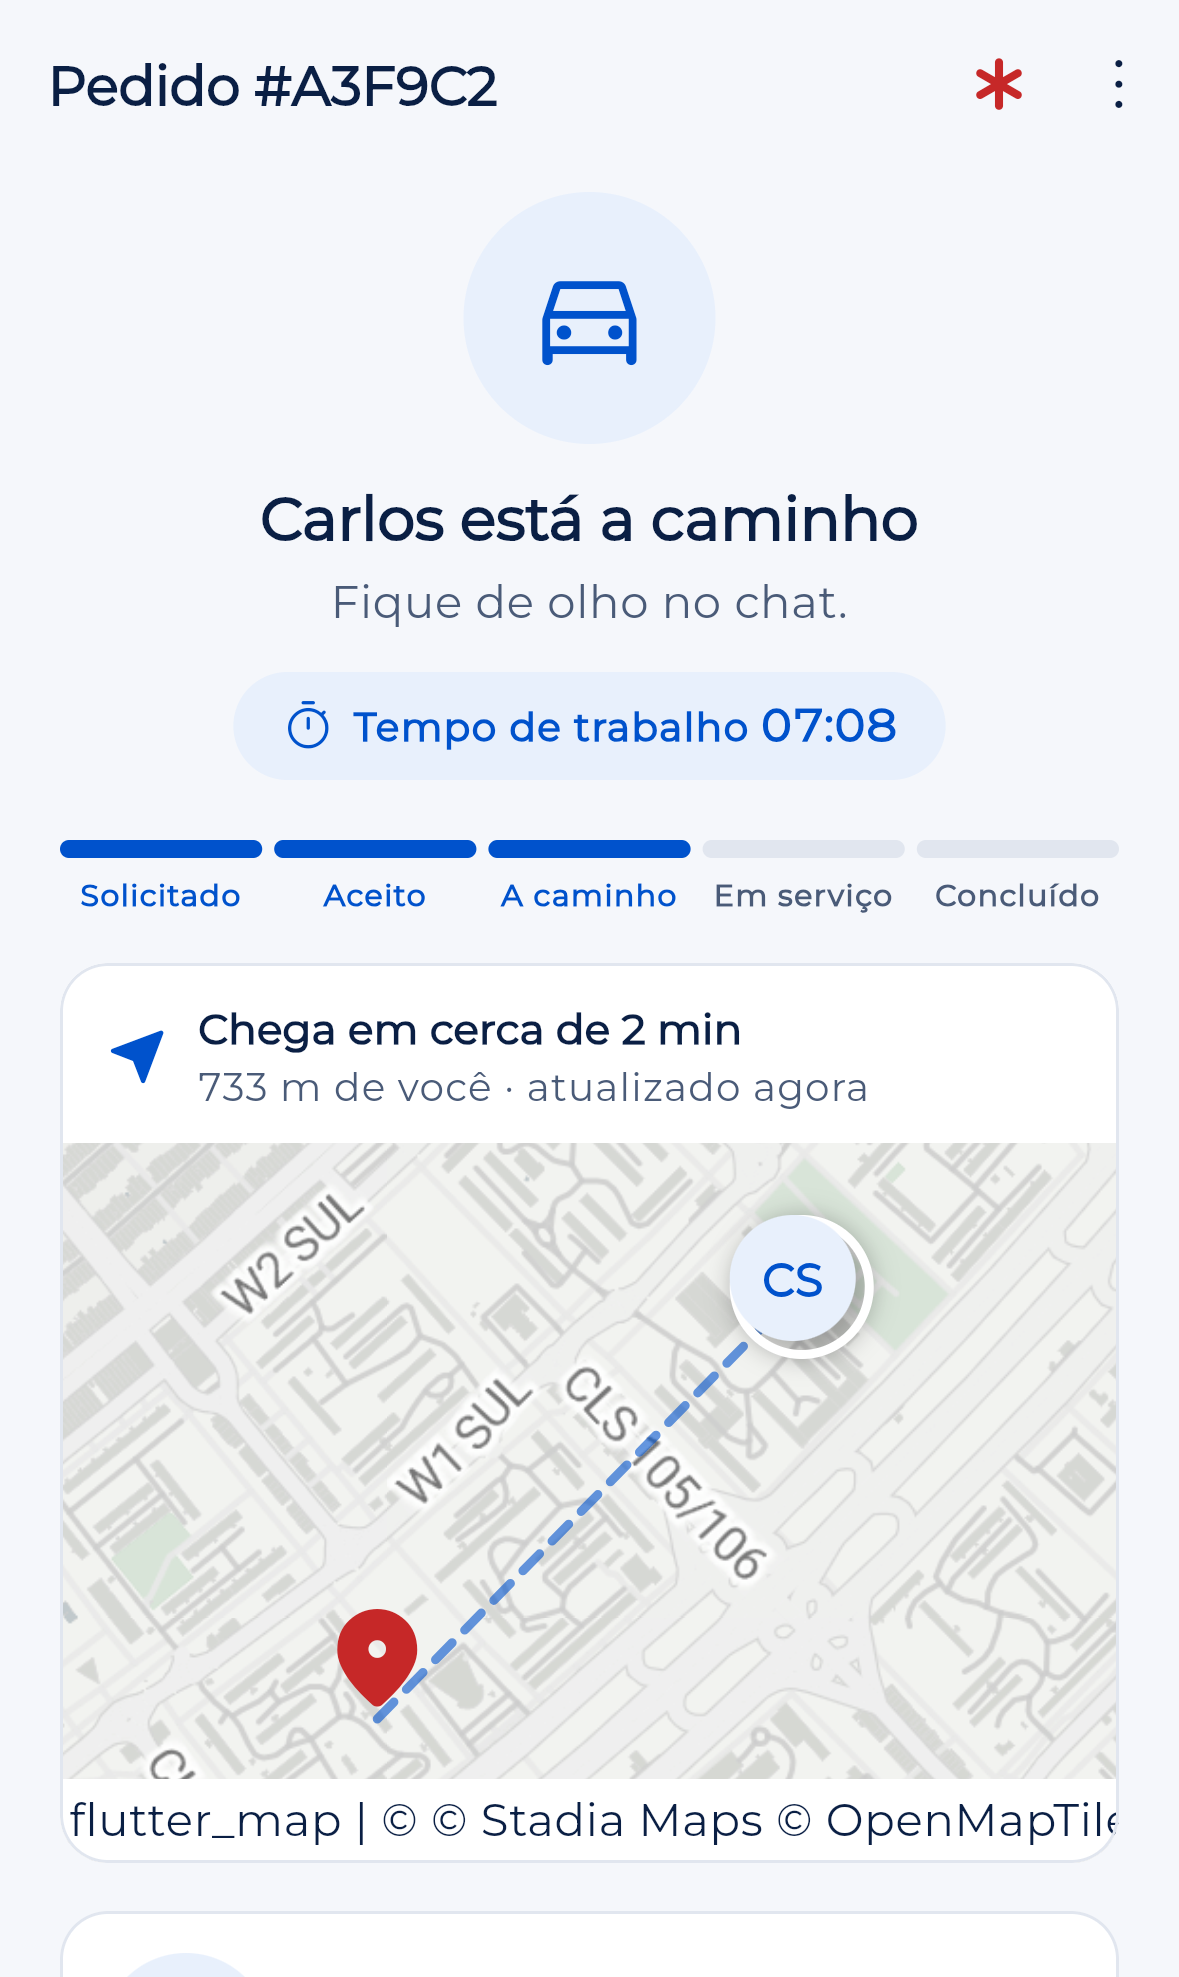 Pedido #A3F9C2
Carlos está a caminho
Fique de olho no chat.
Tempo de trabalho 07:08
Solicitado
Aceito
A caminho
Em serviço
Concluído
Chega em cerca de 2 min
733 m de você · atualizado agora
W2 SUL
CS
W1 SUL
CLS 105/106
flutter_map | © © Stadia Maps © OpenMapTile